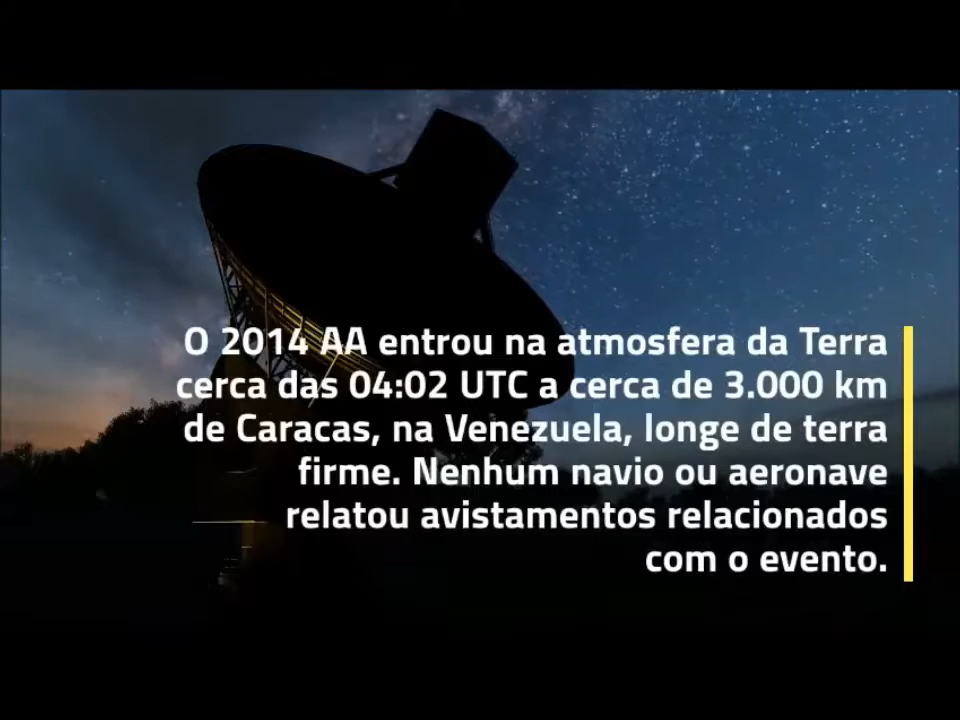 O 2014 AA entrou na atmosfera da Terra
cerca das 04:02 UTC a cerca de 3.000 km
de Caracas, na Venezuela, longe de terra
firme. Nenhum navio ou aeronave
relatou avistamentos relacionados
com o evento.